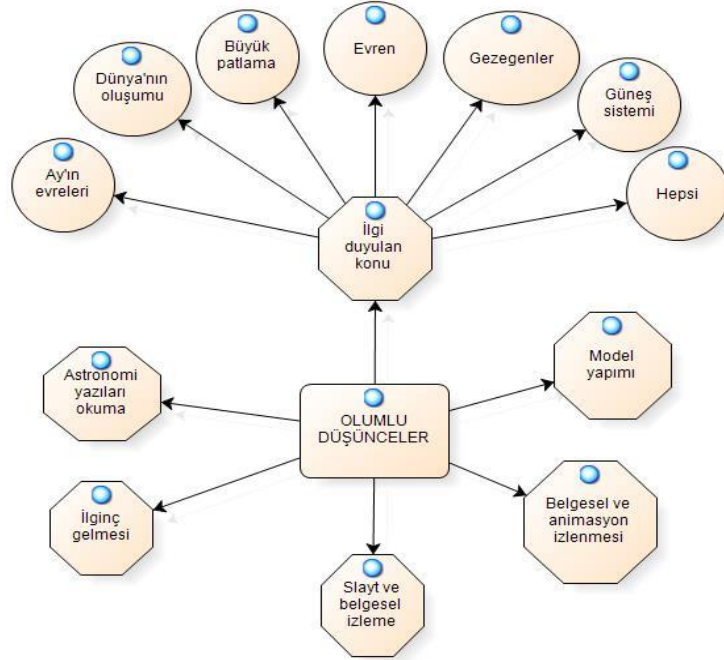 Evren
Büyük
patlama
Gezegenler
Dünya'nın
oluşumu
Güneş
sistemi
Ay'ın
evreleri
Hepsi
İlgi
duyulan
konu
Model
yapımı
Astronomi
yazıları
okuma
OLUMLU
DÜŞÜNCELER
İlginç
gelmesi
Belgesel ve
animasyon
izlenmesi
Slayt ve
belgesel
izleme